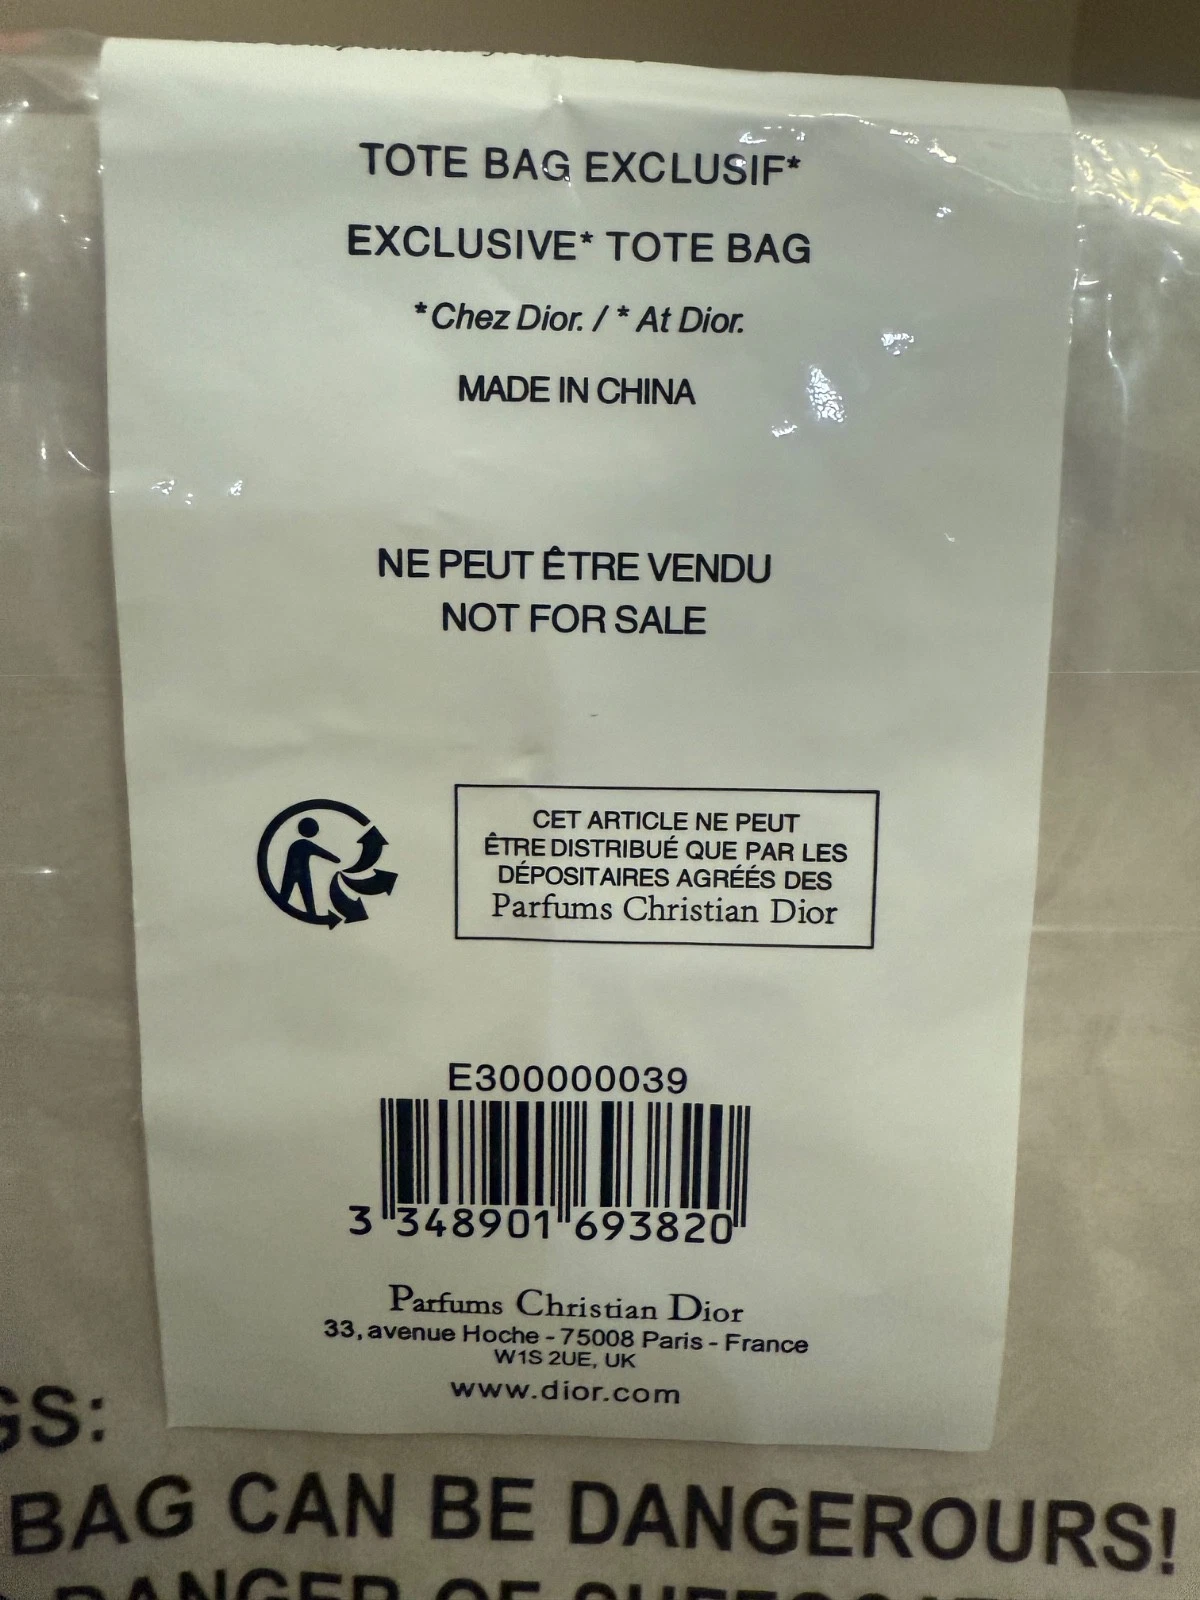 TOTE BAG EXCLUSIF*
EXCLUSIVE* TOTE BAG
*Chez Dior. / * At Dior.
MADE IN CHINA
NE PEUT ÊTRE VENDU
NOT FOR SALE
CET ARTICLE NE PEUT
ÊTRE DISTRIBUÉ QUE PAR LES
DÉPOSITAIRES AGRÉÉS DES
Parfums Christian Dior
E300000039
3 348901 693820
Parfums Christian Dior
33, avenue Hoche - 75008 Paris - France
W1S 2UE, UK
www.dior.com
GS:
BAG CAN BE DANGEROURS!
DANGER OF